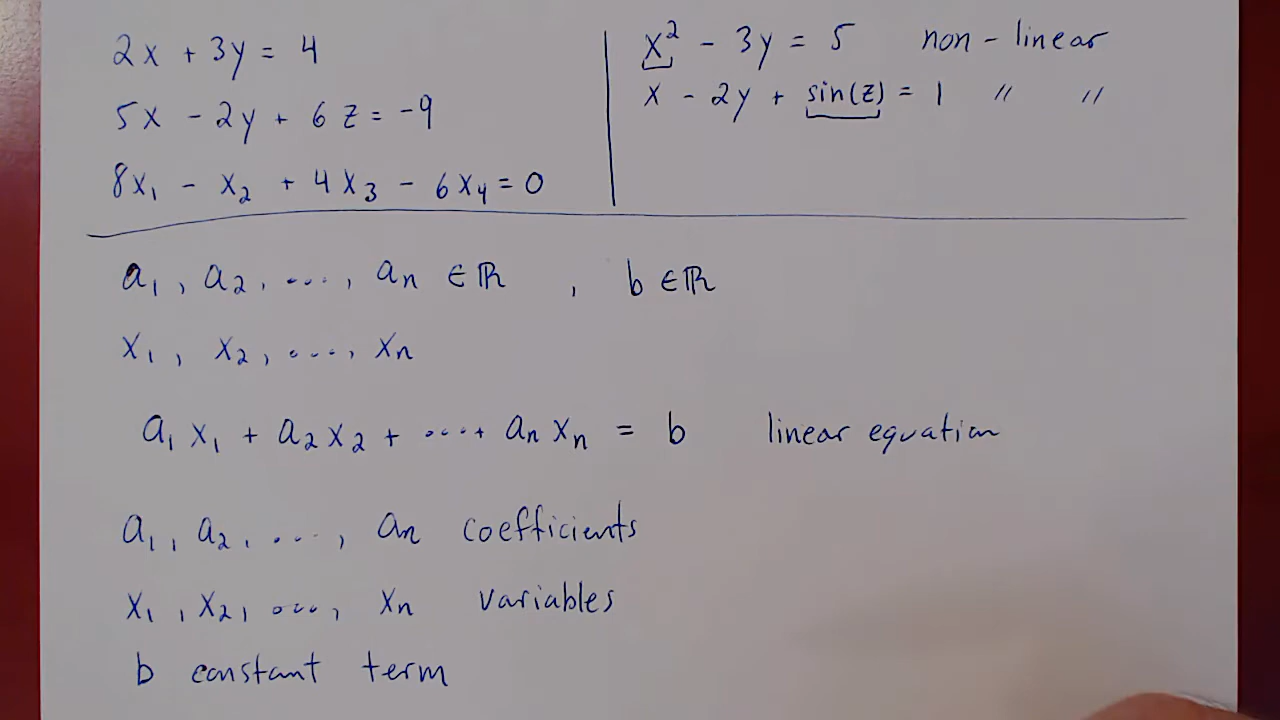 2x + 3y = 4
5x - 2y + 6z = -9
8x₁ - x₂ + 4x₃ - 6x₄ = 0
x² - 3y = 5 non-linear
x - 2y + sin(z) = 1 〃 〃
a₁, a₂, ...., aₙ ∈ ℝ , b ∈ ℝ
x₁, x₂, ...., xₙ
a₁x₁ + a₂x₂ + ....+ aₙxₙ = b linear equation
a₁, a₂, ...., aₙ coefficients
x₁, x₂, ...., xₙ variables
b constant term